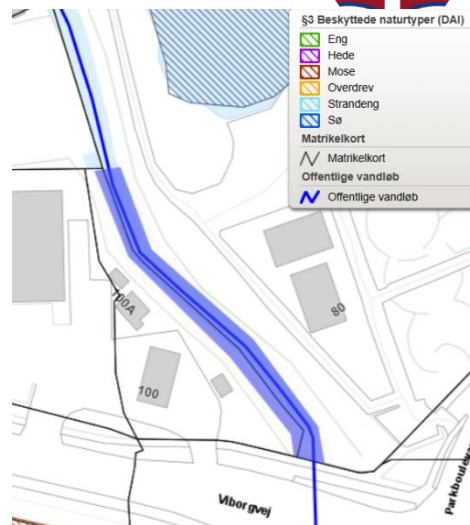 §3 Beskyttede naturtyper (DAI)
Eng
Hede
Mose
Overdrev
Strandeng
Sø
Matrikelkort
Matrikelkort
Offentlige vandløb
Offentlige vandløb
100A
80
100
Viborgvej